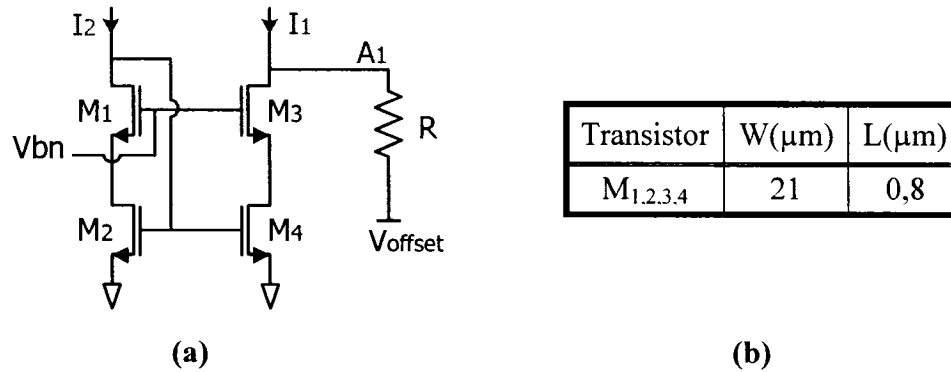 I2 I1
A1
M1 M3
R
Vbn
M2 M4
Voffset
(a)
Transistor W(μm) L(μm)
M1,2,3,4 21 0,8
(b)